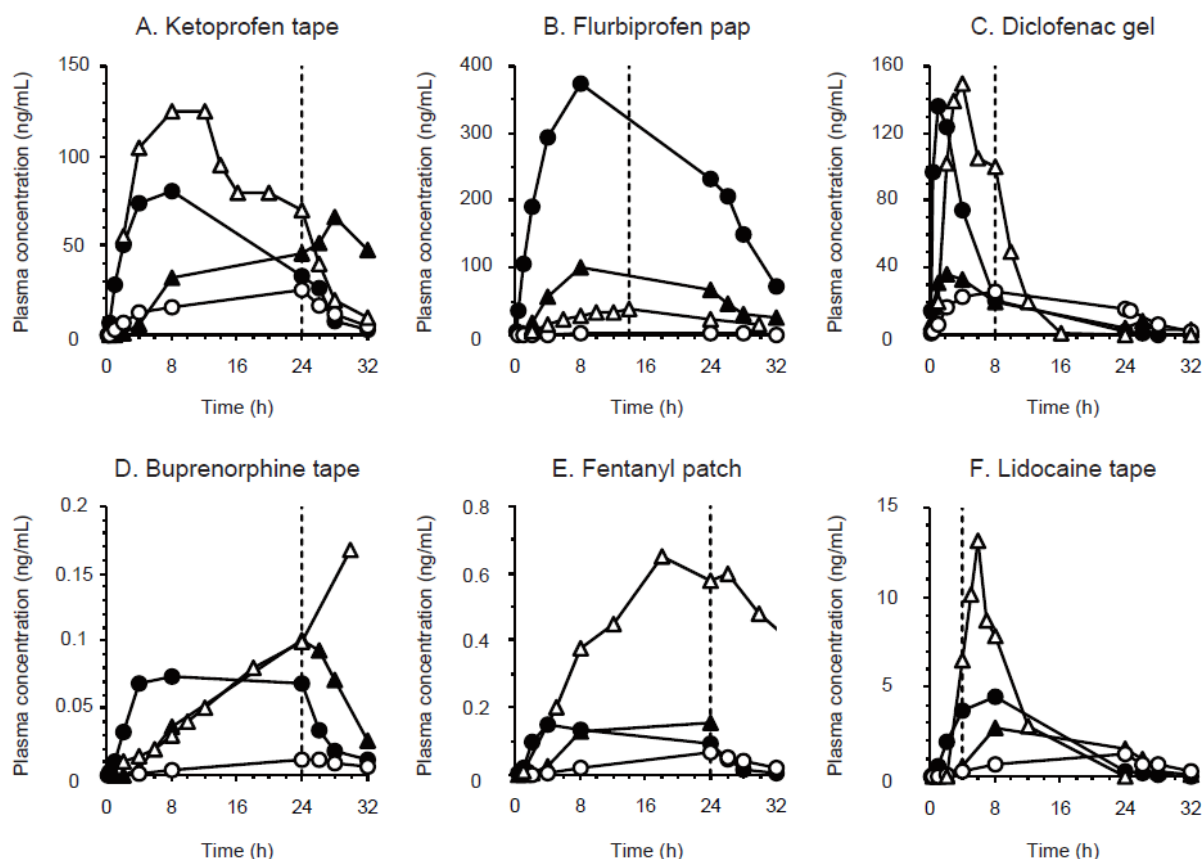 A. Ketoprofen tape
B. Flurbiprofen pap
C. Diclofenac gel
Plasma concentration (ng/mL)
150
100
50
0
0 8 16 24 32
Time (h)
Plasma concentration (ng/mL)
400
300
200
100
0
0 8 16 24 32
Time (h)
Plasma concentration (ng/mL)
160
120
80
40
0
0 8 16 24 32
Time (h)
D. Buprenorphine tape
E. Fentanyl patch
F. Lidocaine tape
Plasma concentration (ng/mL)
0.2
0.15
0.1
0.05
0
0 8 16 24 32
Time (h)
Plasma concentration (ng/mL)
0.8
0.6
0.4
0.2
0
0 8 16 24 32
Time (h)
Plasma concentration (ng/mL)
15
10
5
0
0 8 16 24 32
Time (h)